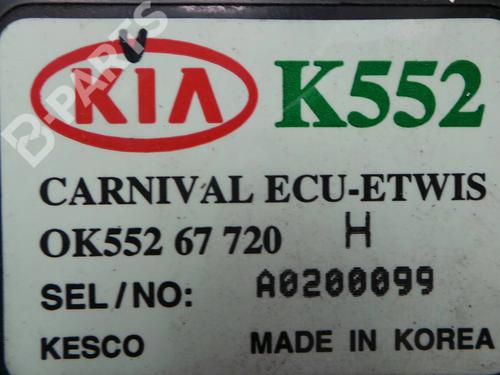 KIA K552
CARNIVAL ECU-ETWIS
OK552 67 720 H
SEL/NO: A0200099
KESCO MADE IN KOREA
B-PARTS